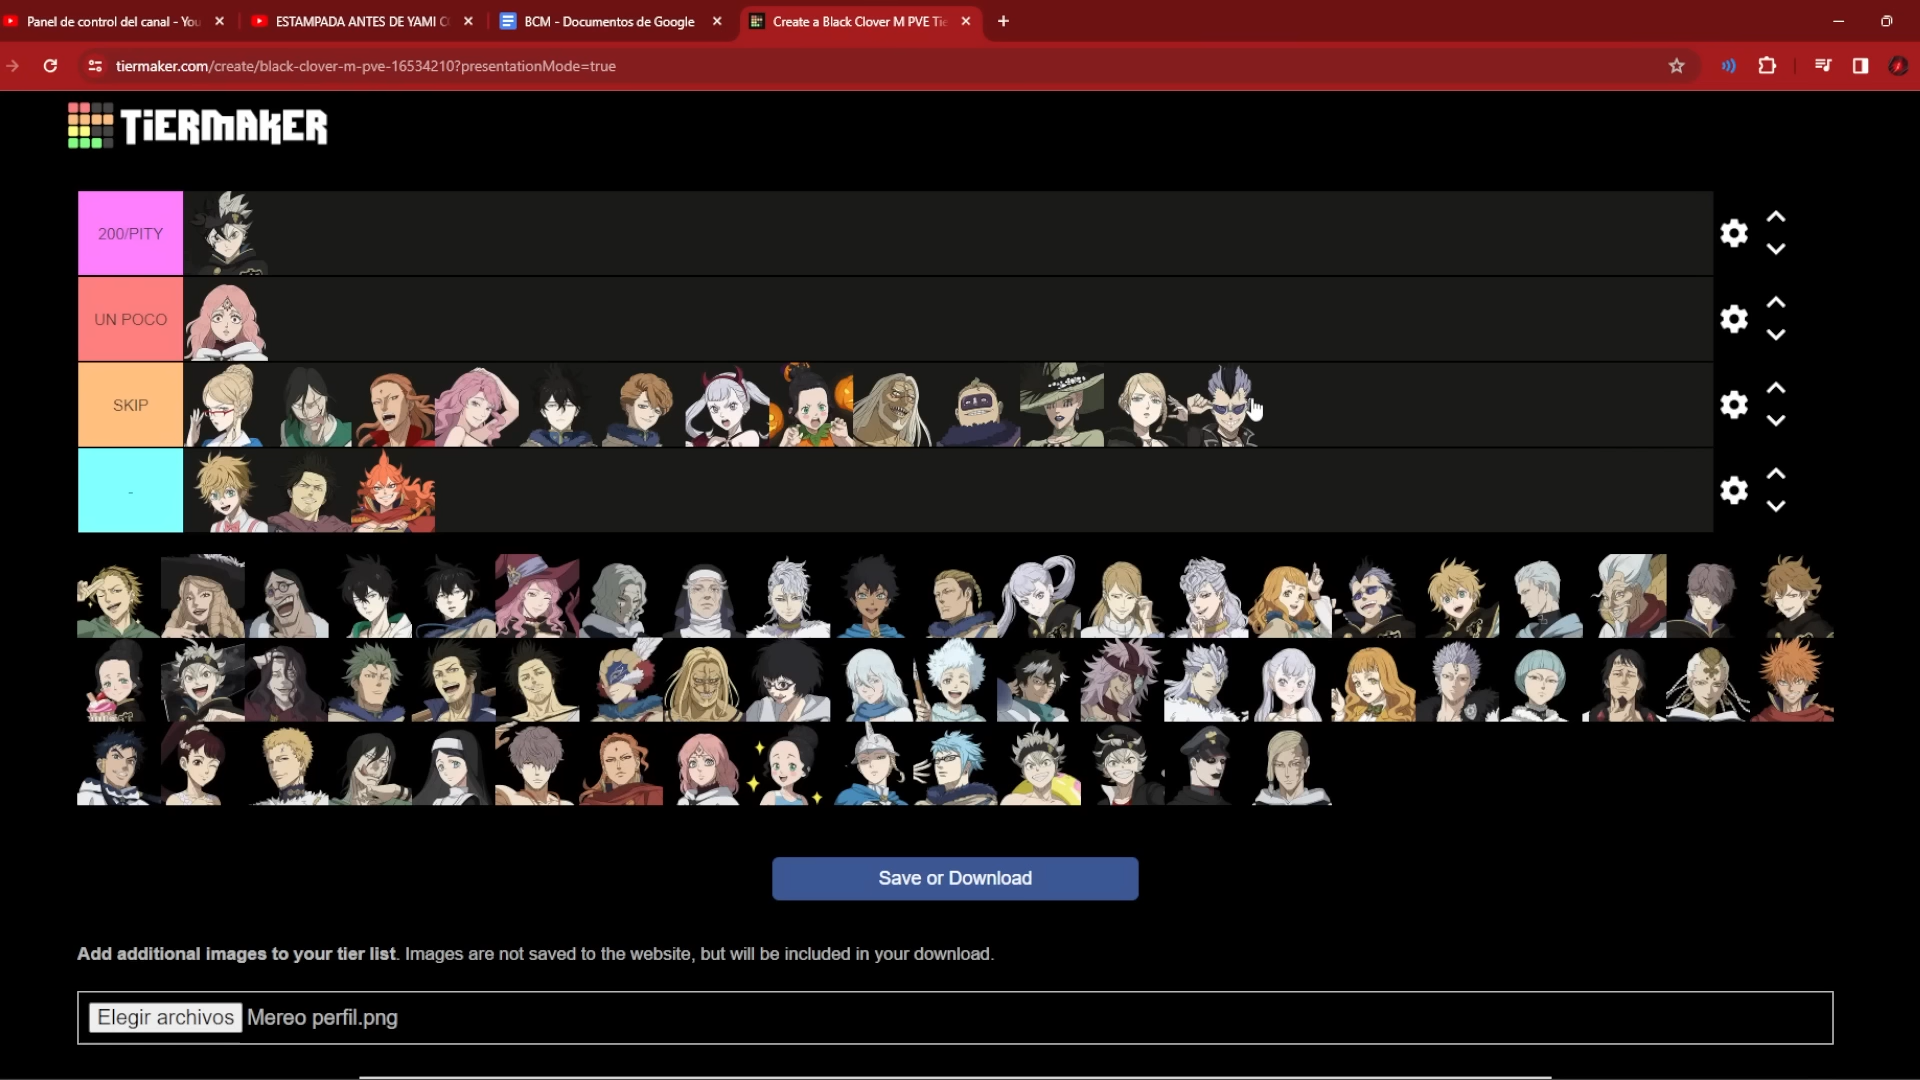 Panel de control del canal - You
ESTAMPADA ANTES DE YAMI C
BCM - Documentos de Google
Create a Black Clover M PVE Tie
tiermaker.com/create/black-clover-m-pve-16534210?presentationMode=true
TiERMAKER
200/PITY
UN POCO
SKIP
-
Save or Download
Add additional images to your tier list. Images are not saved to the website, but will be included in your download.
Elegir archivos Mereo perfil.png